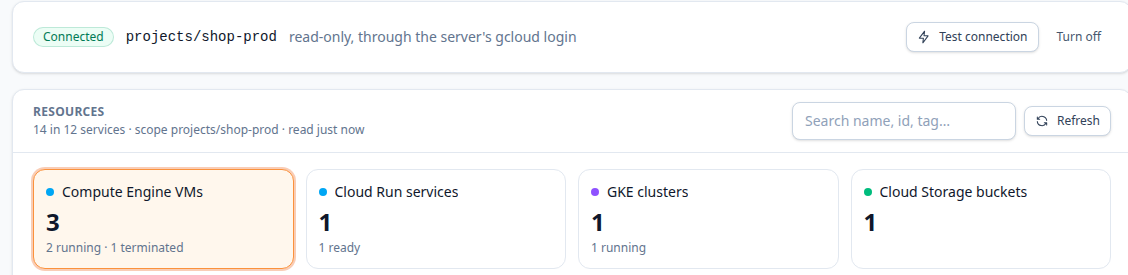 Connected projects/shop-prod read-only, through the server's gcloud login Test connection Turn off
RESOURCES
14 in 12 services · scope projects/shop-prod · read just now
Search name, id, tag... Refresh
Compute Engine VMs
3
2 running · 1 terminated
Cloud Run services
1
1 ready
GKE clusters
1
1 running
Cloud Storage buckets
1